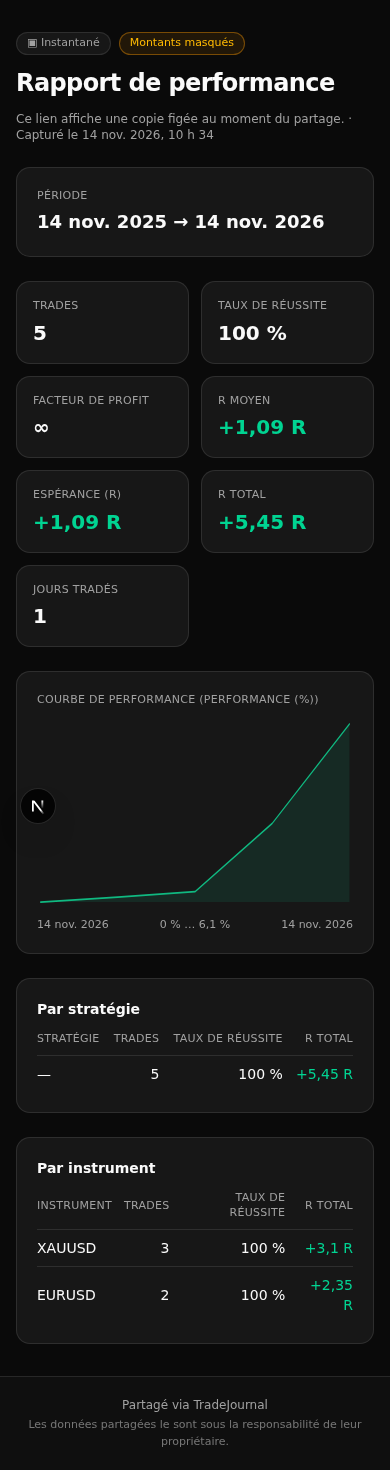 ▣ Instantané
Montants masqués
Rapport de performance
Ce lien affiche une copie figée au moment du partage. ·
Capturé le 14 nov. 2026, 10 h 34
PÉRIODE
14 nov. 2025 → 14 nov. 2026
TRADES
5
TAUX DE RÉUSSITE
100 %
FACTEUR DE PROFIT
∞
R MOYEN
+1,09 R
ESPÉRANCE (R)
+1,09 R
R TOTAL
+5,45 R
JOURS TRADÉS
1
COURBE DE PERFORMANCE (PERFORMANCE (%))
N
14 nov. 2026 0 % … 6,1 % 14 nov. 2026
Par stratégie
STRATÉGIE TRADES TAUX DE RÉUSSITE R TOTAL
— 5 100 % +5,45 R
Par instrument
INSTRUMENT TRADES TAUX DE RÉUSSITE R TOTAL
XAUUSD 3 100 % +3,1 R
EURUSD 2 100 % +2,35 R
Partagé via TradeJournal
Les données partagées le sont sous la responsabilité de leur
propriétaire.